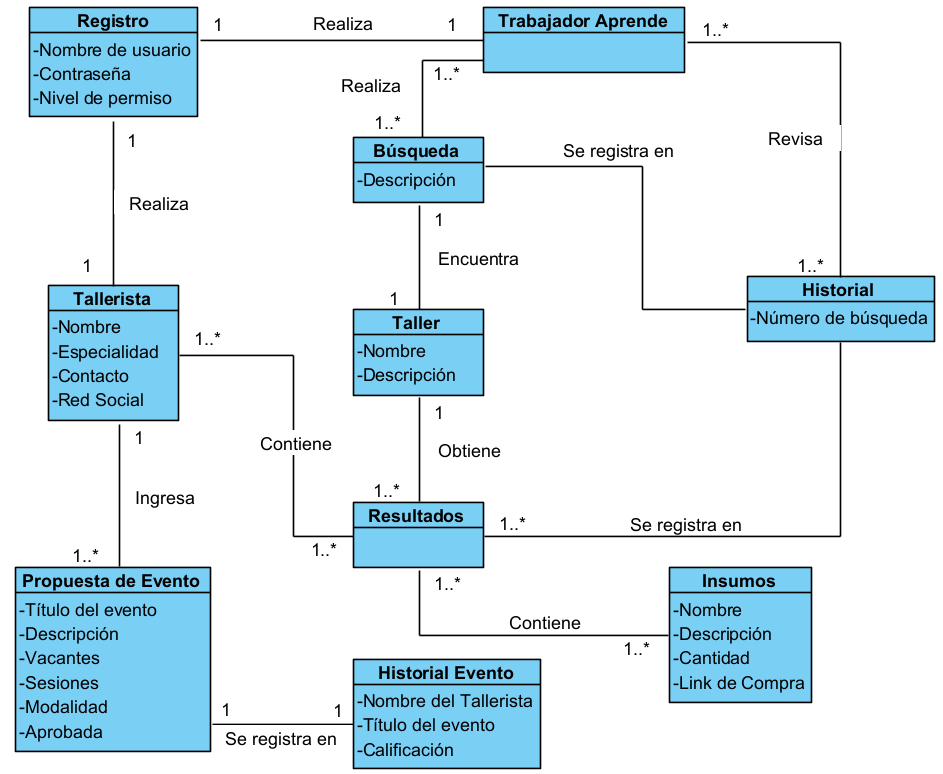 Registro
-Nombre de usuario
-Contraseña
-Nivel de permiso
1
Realiza
1
Trabajador Aprende
1..*
1..*
Realiza
1..*
Revisa
1..*
Búsqueda
-Descripción
Se registra en
1
Realiza
1
1
Encuentra
1
Historial
-Número de búsqueda
Tallerista
-Nombre
-Especialidad
-Contacto
-Red Social
1..*
Taller
-Nombre
-Descripción
1
Obtiene
1..*
Contiene
1..*
1
Ingresa
1..*
Resultados
1..*
Se registra en
1..*
Contiene
1..*
Propuesta de Evento
-Título del evento
-Descripción
-Vacantes
-Sesiones
-Modalidad
-Aprobada
Insumos
-Nombre
-Descripción
-Cantidad
-Link de Compra
1
1
Se registra en
Historial Evento
-Nombre del Tallerista
-Título del evento
-Calificación